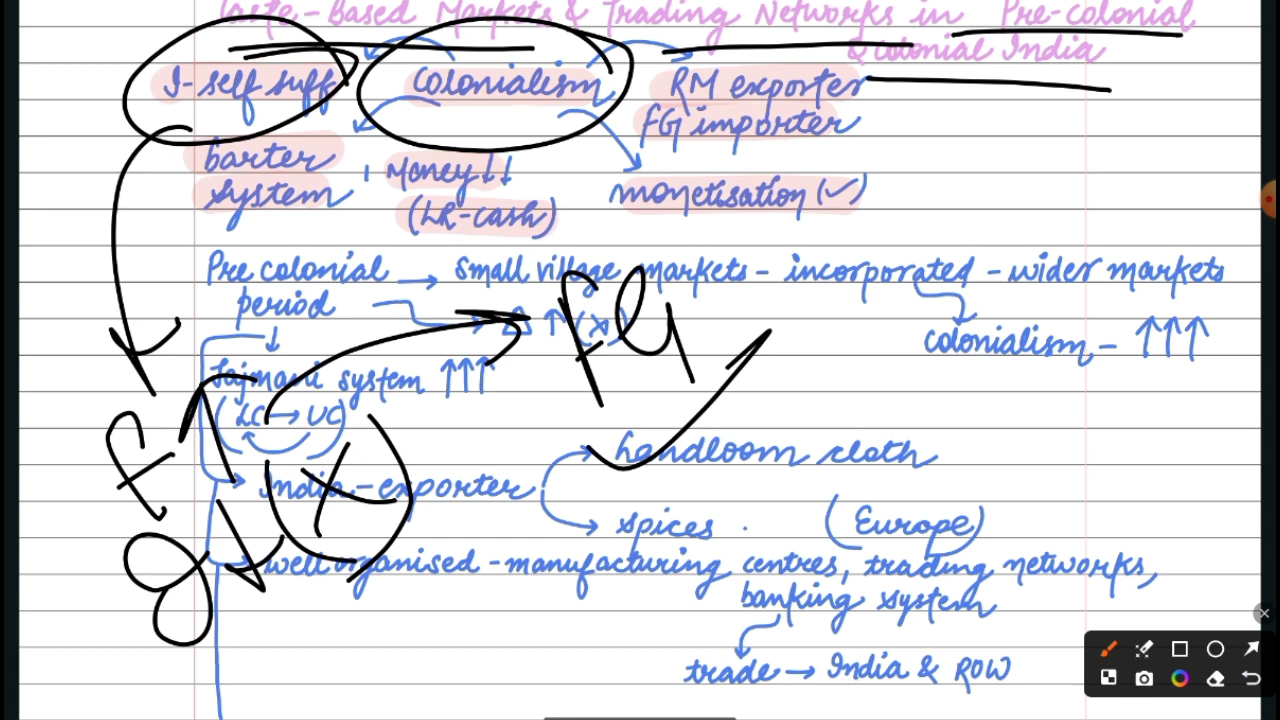 Caste-Based Markets & Trading Networks in Pre-colonial
& colonial India
I-self suff colonialism RM exporter
FG importer
barter Money ↓↓ monetisation (✓)
system (LR-cash)
Pre colonial → small village markets - incorporated - wider markets
period
△ ↑ (x)
colonialism - ↑↑↑
Jajmani system ↑↑↑
(LC → UC)
FG
(X)
handloom cloth
India - exporter
spices (Europe)
well organised - manufacturing centres, trading networks,
banking system
trade → India & ROW